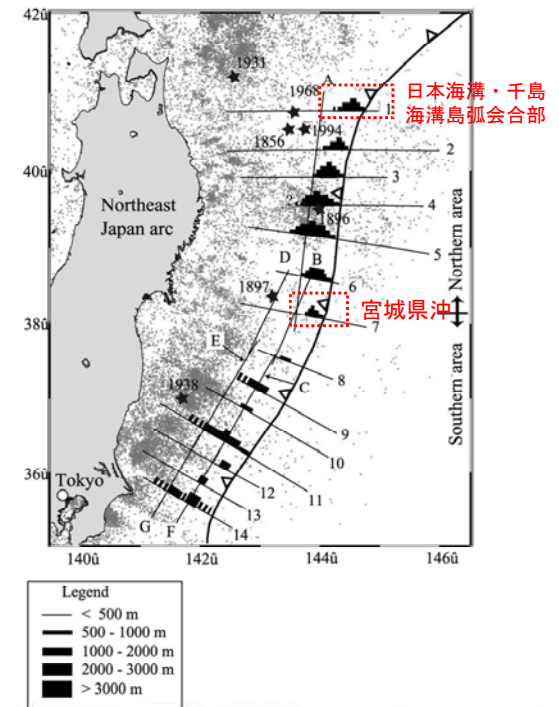 42û
1931
A
1968
日本海溝・千島
海溝島弧会合部
1
1856
1994
2
40û
3
Northeast
Japan arc
?
4
1896
5
Northern area
D
B
1897
6
宮城県沖
7
38û
E
8
C
1938
9
Southern area
10
36û
Tokyo
11
12
13
G
F
14
140û
142û
144û
146û
Legend
< 500 m
500 - 1000 m
1000 - 2000 m
2000 - 3000 m
> 3000 m